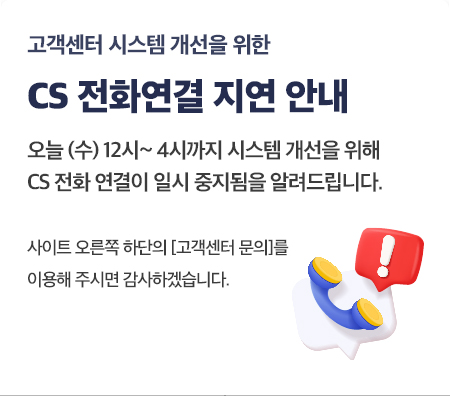 고객센터 시스템 개선을 위한
CS 전화연결 지연 안내
오늘 (수) 12시~ 4시까지 시스템 개선을 위해
CS 전화 연결이 일시 중지됨을 알려드립니다.
사이트 오른쪽 하단의 [고객센터 문의]를
이용해 주시면 감사하겠습니다.